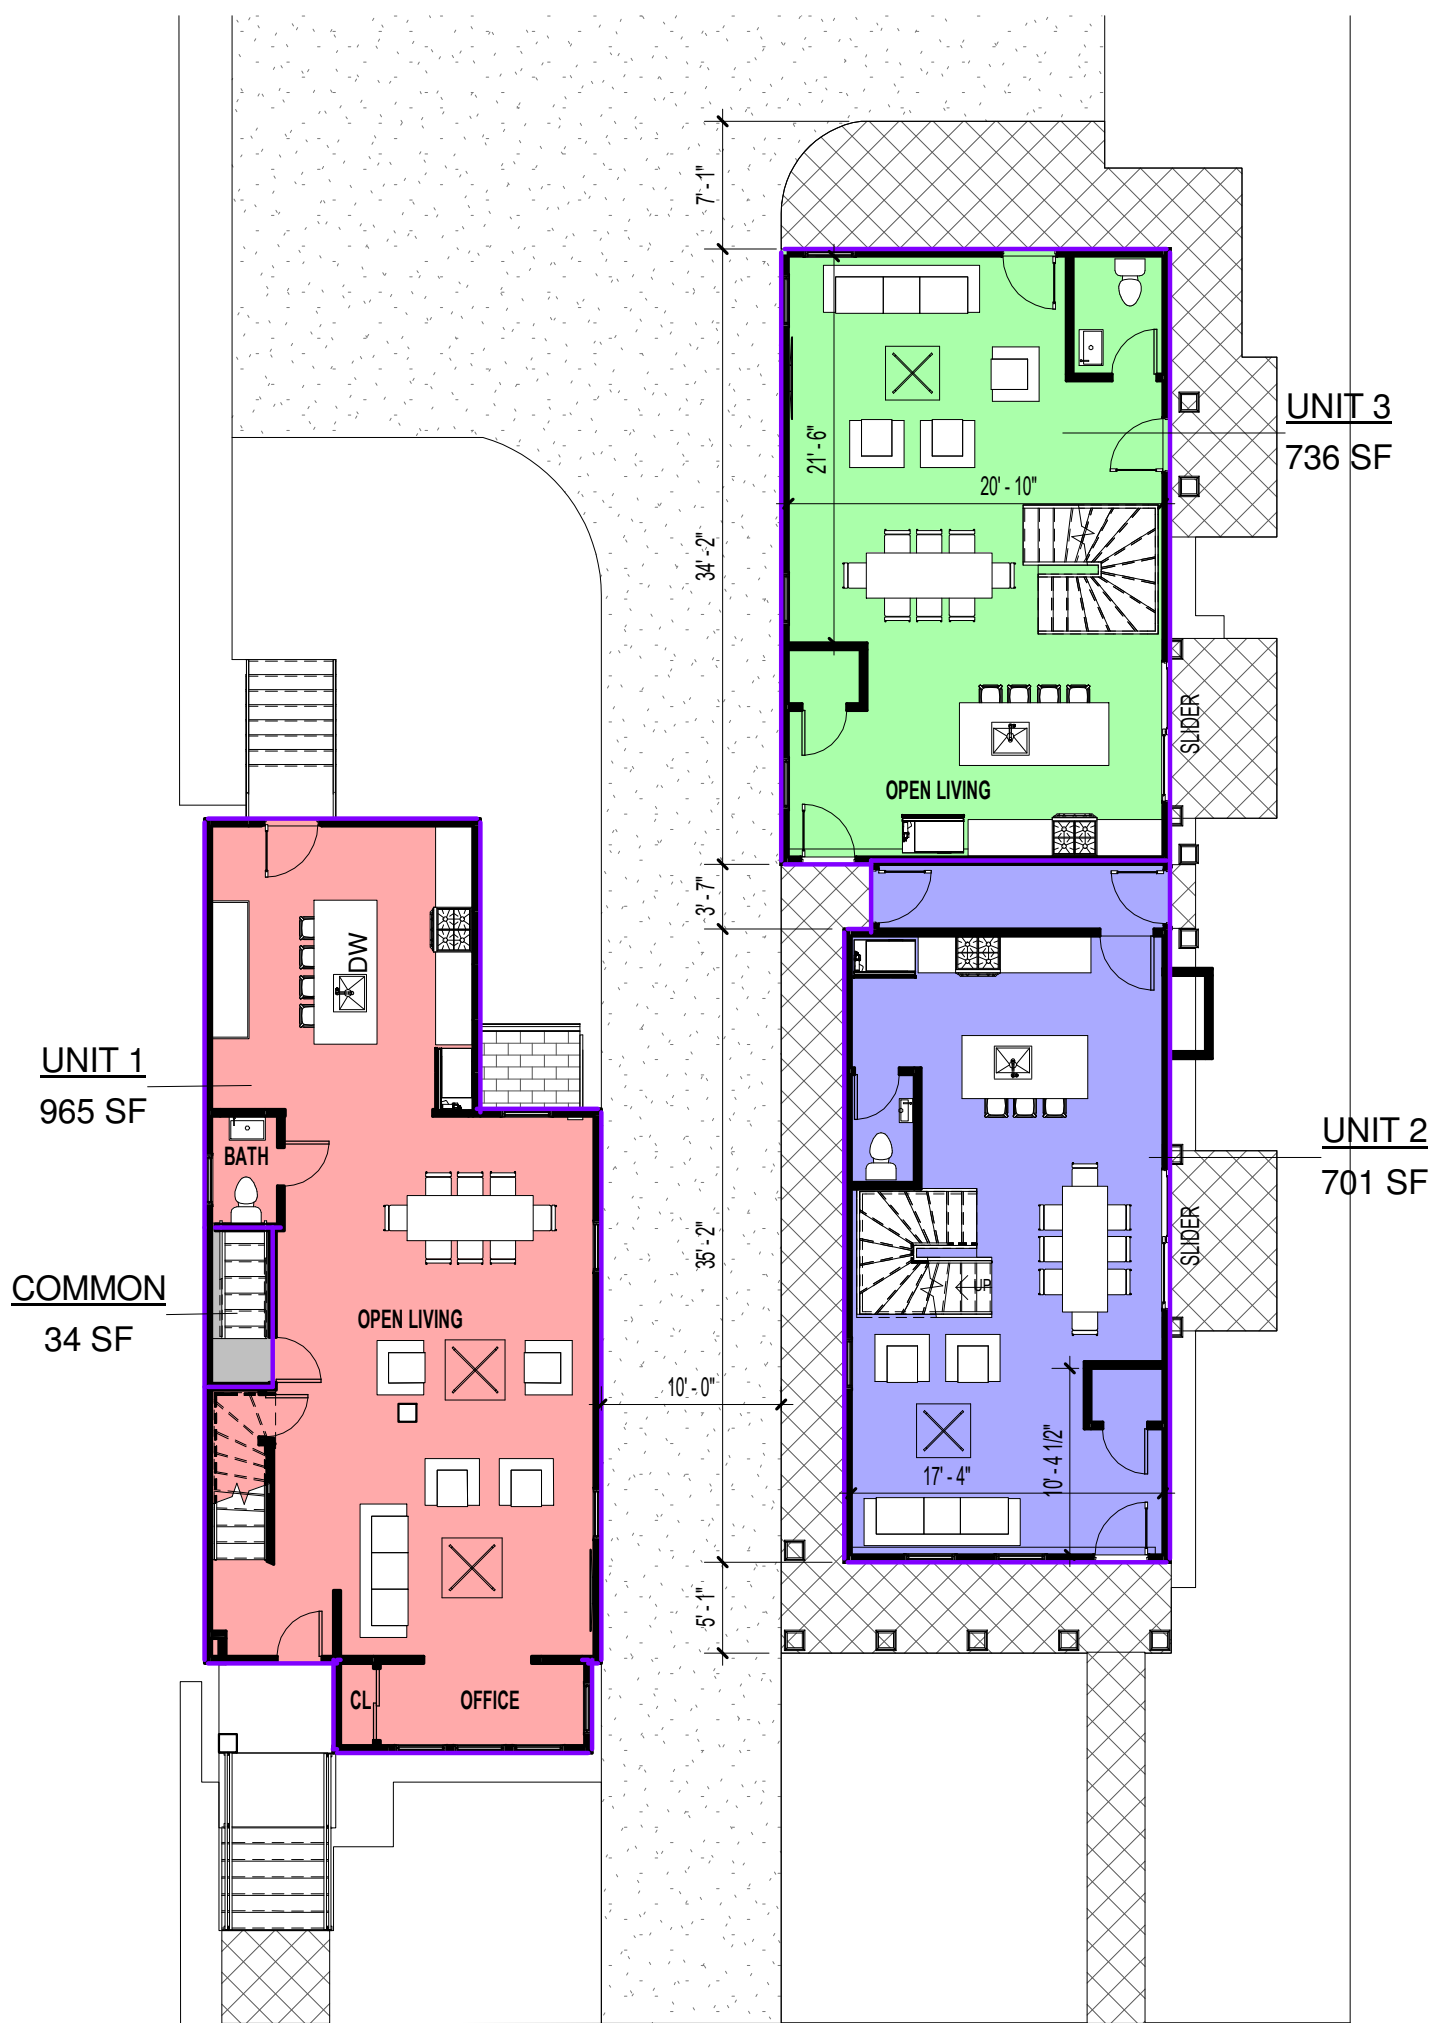 7' - 1"
UNIT 3
736 SF
21' - 6"
20' - 10"
34' - 2"
SLIDER
OPEN LIVING
3' - 7"
DW
UNIT 1
965 SF
BATH
UNIT 2
701 SF
35' - 2"
SLIDER
COMMON
34 SF
UP
OPEN LIVING
10' - 0"
10' - 4 1/2"
17' - 4"
5' - 1"
CL
OFFICE